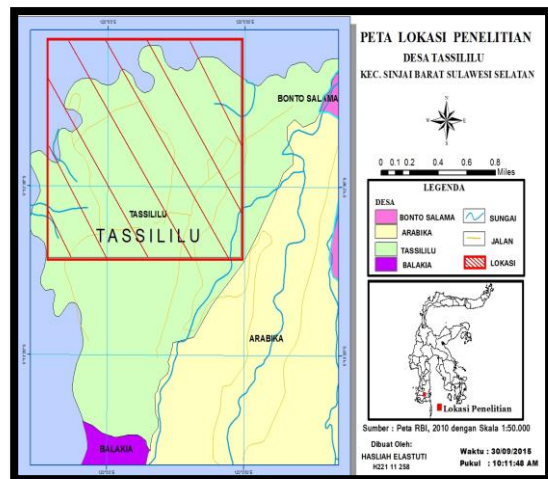 PETA LOKASI PENELITIAN
DESA TASSILILU
KEC. SINJAI BARAT SULAWESI SELATAN
N
W E
S
0 0.1 0.2 0.4 0.6 0.8
Miles
LEGENDA
DESA
BONTO SALAMA
ARABIKA
TASSILILU
BALAKIA
SUNGAI
JALAN
LOKASI
Lokasi Penelitian
Sumber : Peta RBI, 2010 dengan Skala 1:50.000
Dibuat Oleh:
HASLIAH ELASTUTI
H221 11 258
Waktu : 30/09/2015
Pukul : 10:11:48 AM
BONTO SALAMA
TASSILILU
TASSILILU
ARABIKA
BALAKIA